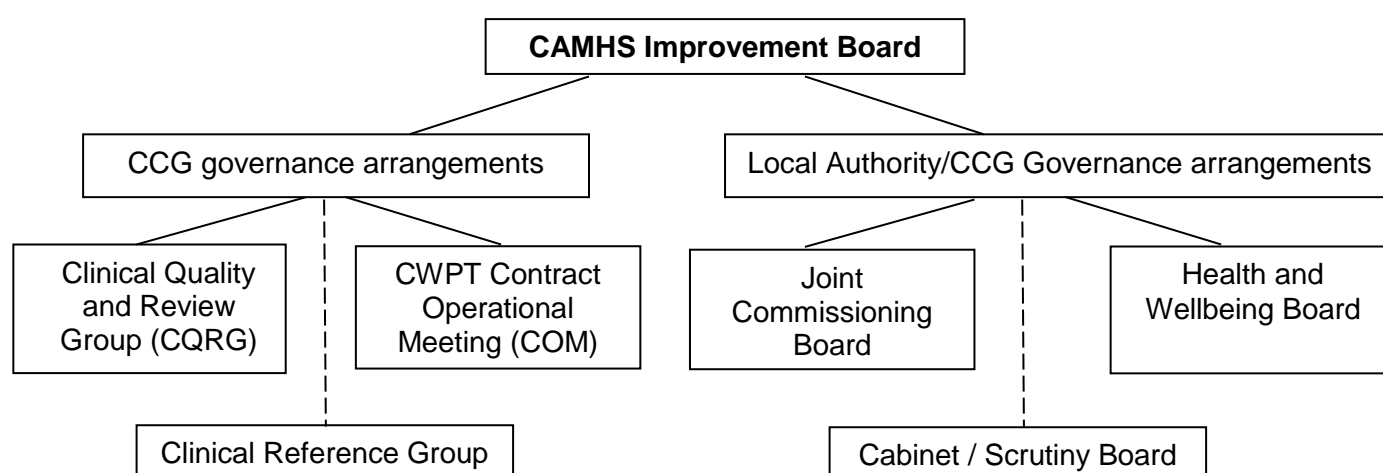 CAMHS Improvement Board
CCG governance arrangements
Local Authority/CCG Governance arrangements
Clinical Quality
and Review
Group (CQRG)
CWPT Contract
Operational
Meeting (COM)
Joint
Commissioning
Board
Health and
Wellbeing Board
Clinical Reference Group
Cabinet / Scrutiny Board